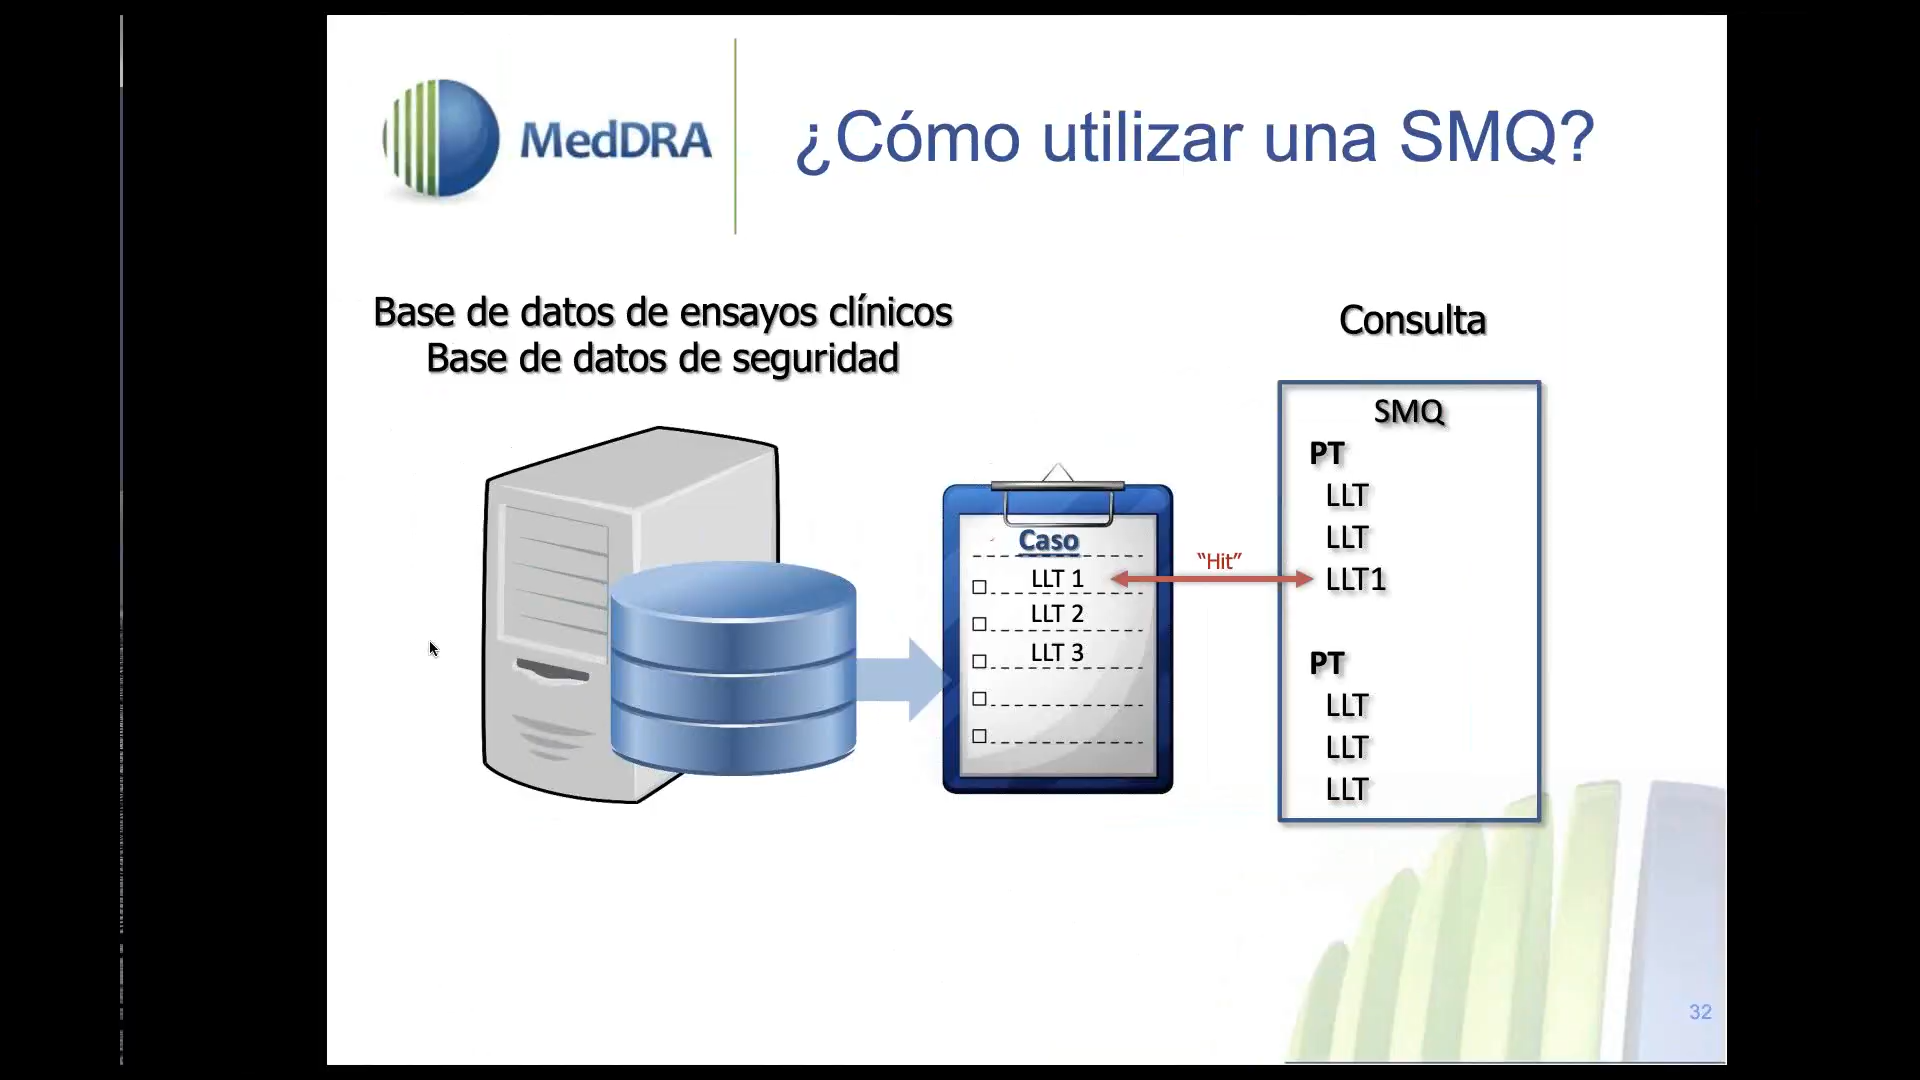 MedDRA
¿Cómo utilizar una SMQ?
Base de datos de ensayos clínicos
Base de datos de seguridad
Caso
LLT 1
LLT 2
LLT 3
"Hit"
Consulta
SMQ
PT
LLT
LLT
LLT1
PT
LLT
LLT
LLT
32